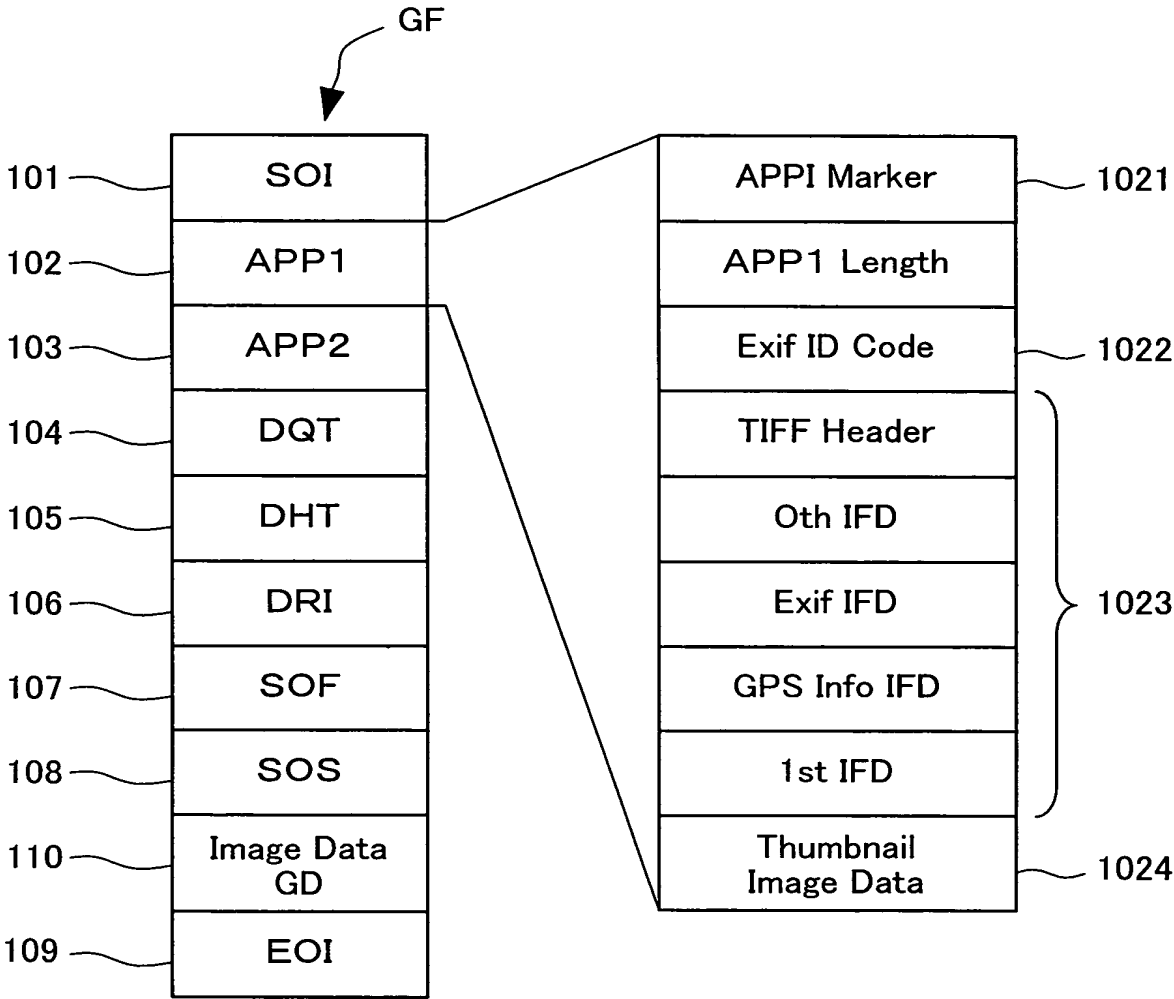 GF
101
SOI
102
APP1
103
APP2
104
DQT
105
DHT
106
DRI
107
SOF
108
SOS
110
Image Data
GD
109
EOI
APPI Marker
1021
APP1 Length
Exif ID Code
1022
TIFF Header
Oth IFD
Exif IFD
1023
GPS Info IFD
1st IFD
Thumbnail
Image Data
1024